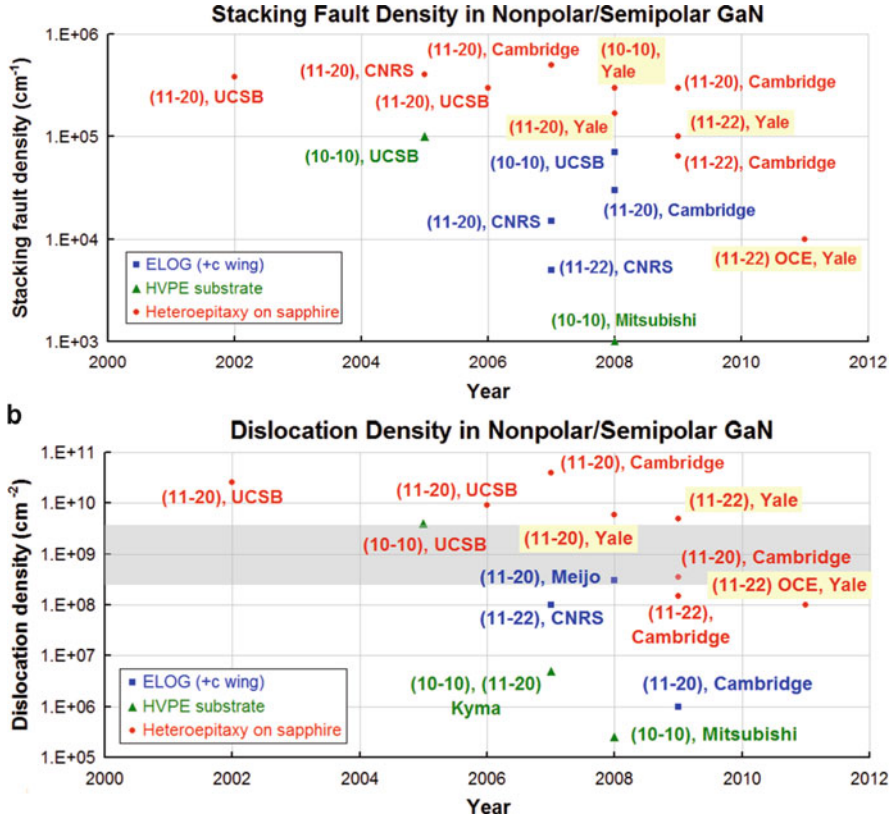 Stacking Fault Density in Nonpolar/Semipolar GaN
Stacking fault density (cm-1)
1.E+06
1.E+05
1.E+04
1.E+03
(11-20), UCSB
(11-20), CNRS
(11-20), Cambridge
(11-20), UCSB
(10-10),
Yale
(11-20), Cambridge
(11-20), Yale
(11-22), Yale
(10-10), UCSB
(10-10), UCSB
(11-22), Cambridge
(11-20), CNRS
(11-20), Cambridge
(11-22), CNRS
(11-22) OCE, Yale
(10-10), Mitsubishi
ELOG (+c wing)
HVPE substrate
Heteroepitaxy on sapphire
2000 2002 2004 2006 2008 2010 2012
Year
b
Dislocation Density in Nonpolar/Semipolar GaN
Dislocation density (cm-2)
1.E+11
1.E+10
1.E+09
1.E+08
1.E+07
1.E+06
1.E+05
(11-20), UCSB
(11-20), UCSB
(11-20), Cambridge
(11-22), Yale
(10-10), UCSB
(11-20), Yale
(11-20), Cambridge
(11-20), Meijo
(11-22) OCE, Yale
(11-22), CNRS
(11-22),
Cambridge
(10-10), (11-20)
Kyma
(11-20), Cambridge
(10-10), Mitsubishi
ELOG (+c wing)
HVPE substrate
Heteroepitaxy on sapphire
2000 2002 2004 2006 2008 2010 2012
Year